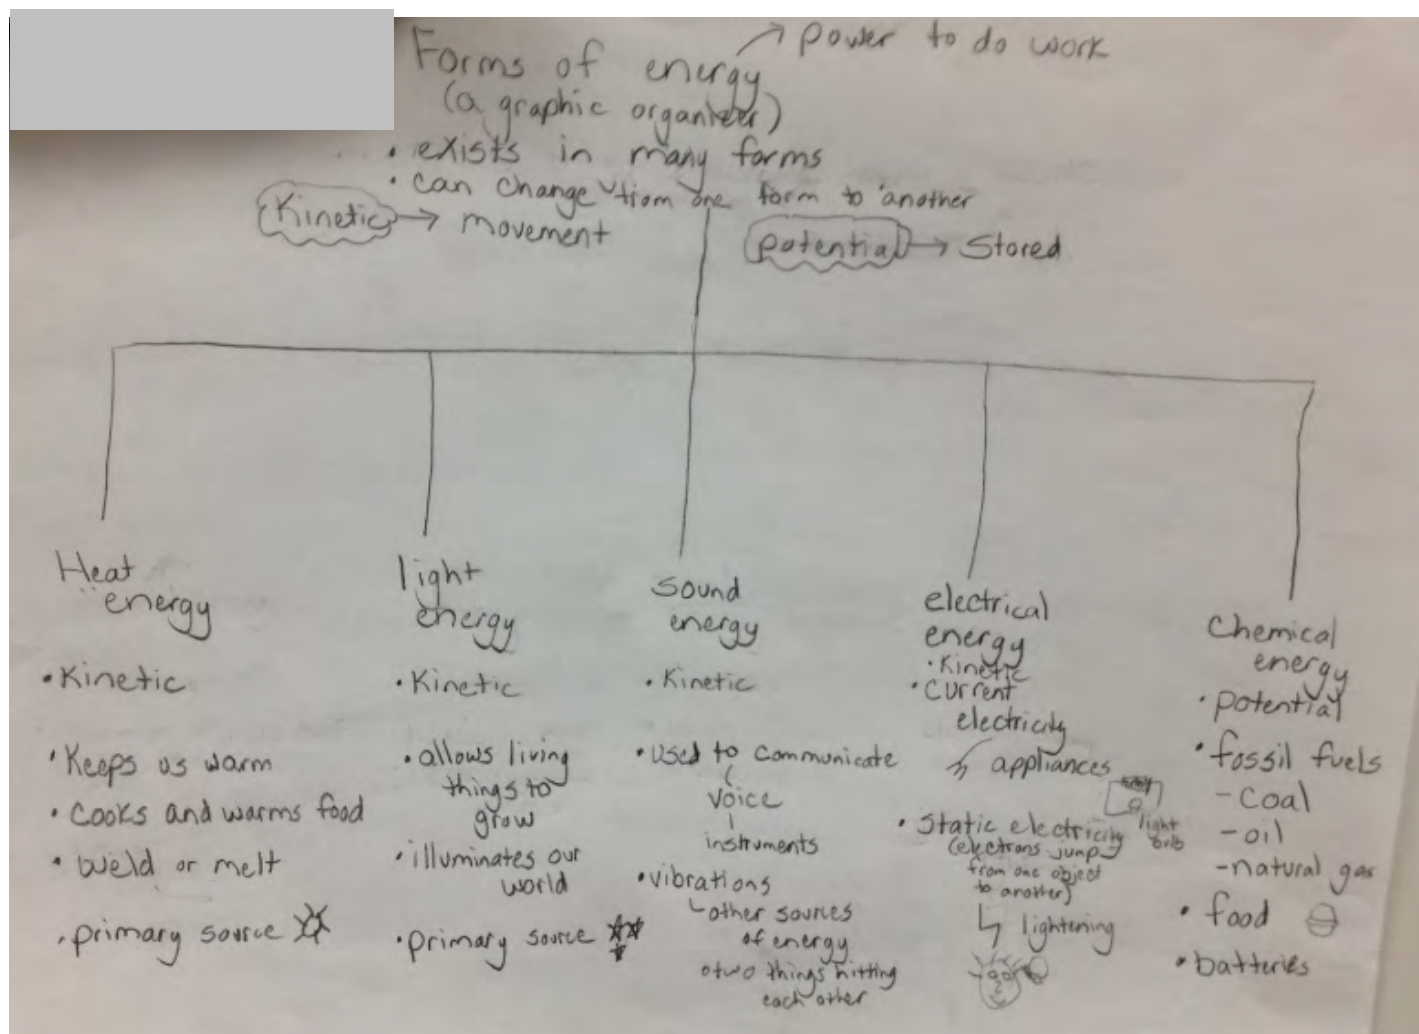 Forms of energy → power to do work
(a graphic organizer)
• exists in many forms
• can change from one form to another
Kinetic → movement
potential → Stored
Heat
energy
• Kinetic
• Keeps us warm
• cooks and warms food
• weld or melt
• primary source
light
energy
• Kinetic
• allows living
things to
grow
• illuminates our
world
• primary source
Sound
energy
• Kinetic
• used to communicate
voice
instruments
• vibrations
other sources
of energy
two things hitting
each other
electrical
energy
• Kinetic
• Current
electricity
appliances
light
bulb
• Static electricity
(electrons jump
from one object
to another)
lightening
Chemical
energy
• potential
• fossil fuels
- coal
- oil
- natural gas
• food
• batteries